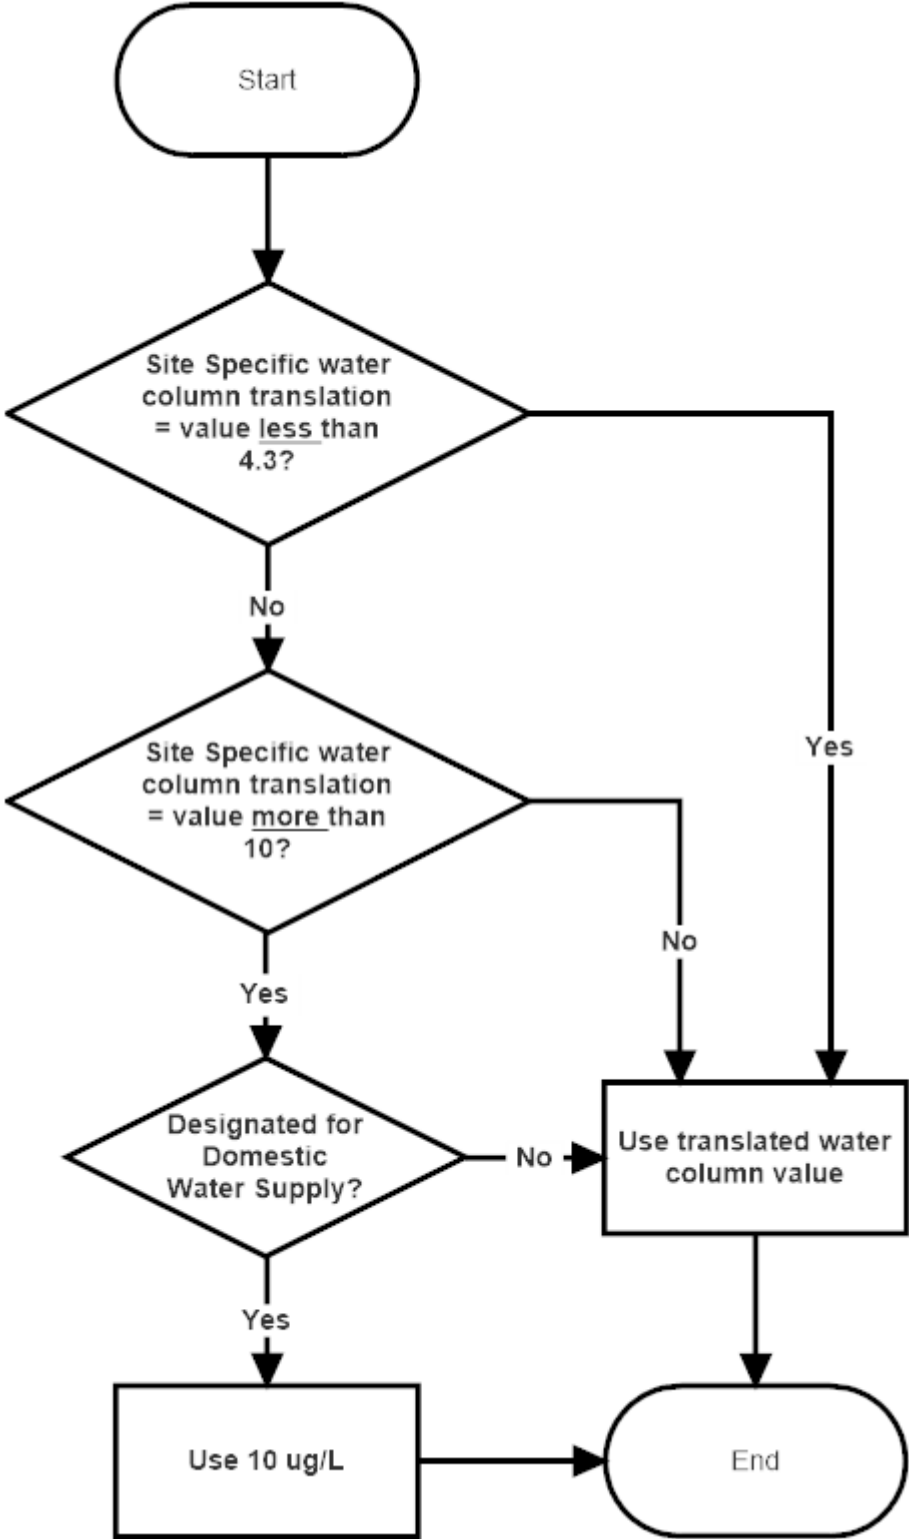 Start
Site Specific water
column translation
= value less than
4.3?
No
Site Specific water
column translation
= value more than
10?
Yes
No
Yes
Designated for
Domestic
Water Supply?
No
Use translated water
column value
Yes
Use 10 ug/L
End